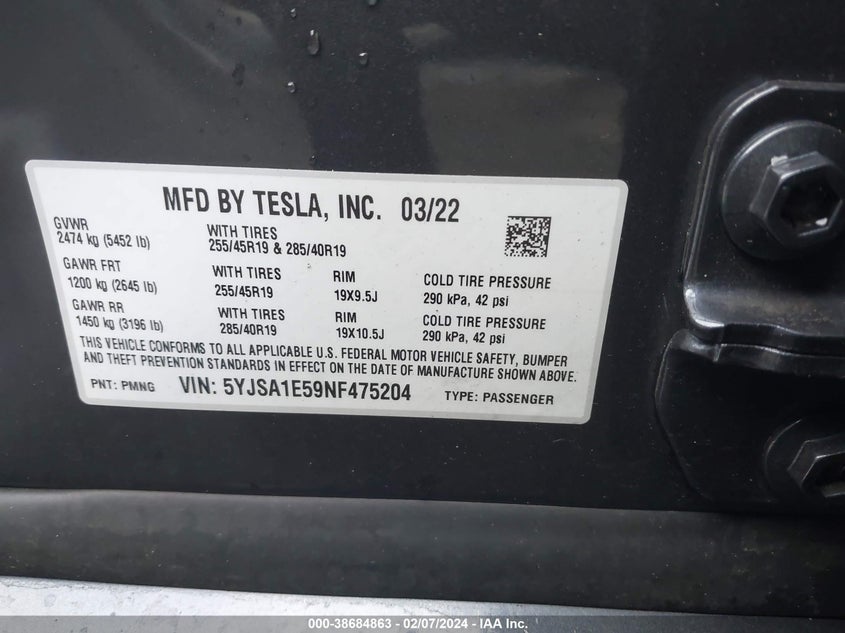 MFD BY TESLA, INC. 03/22
GVWR
2474 kg (5452 lb)
WITH TIRES
255/45R19 & 285/40R19
GAWR FRT
1200 kg (2645 lb)
WITH TIRES
255/45R19
RIM
19X9.5J
COLD TIRE PRESSURE
290 kPa, 42 psi
GAWR RR
1450 kg (3196 lb)
WITH TIRES
285/40R19
RIM
19X10.5J
COLD TIRE PRESSURE
290 kPa, 42 psi
THIS VEHICLE CONFORMS TO ALL APPLICABLE U.S. FEDERAL MOTOR VEHICLE SAFETY, BUMPER
AND THEFT PREVENTION STANDARDS IN EFFECT ON THE DATE OF MANUFACTURE SHOWN ABOVE.
PNT: PMNG VIN: 5YJSA1E59NF475204 TYPE: PASSENGER
000-38684863 - 02/07/2024 - IAA Inc.